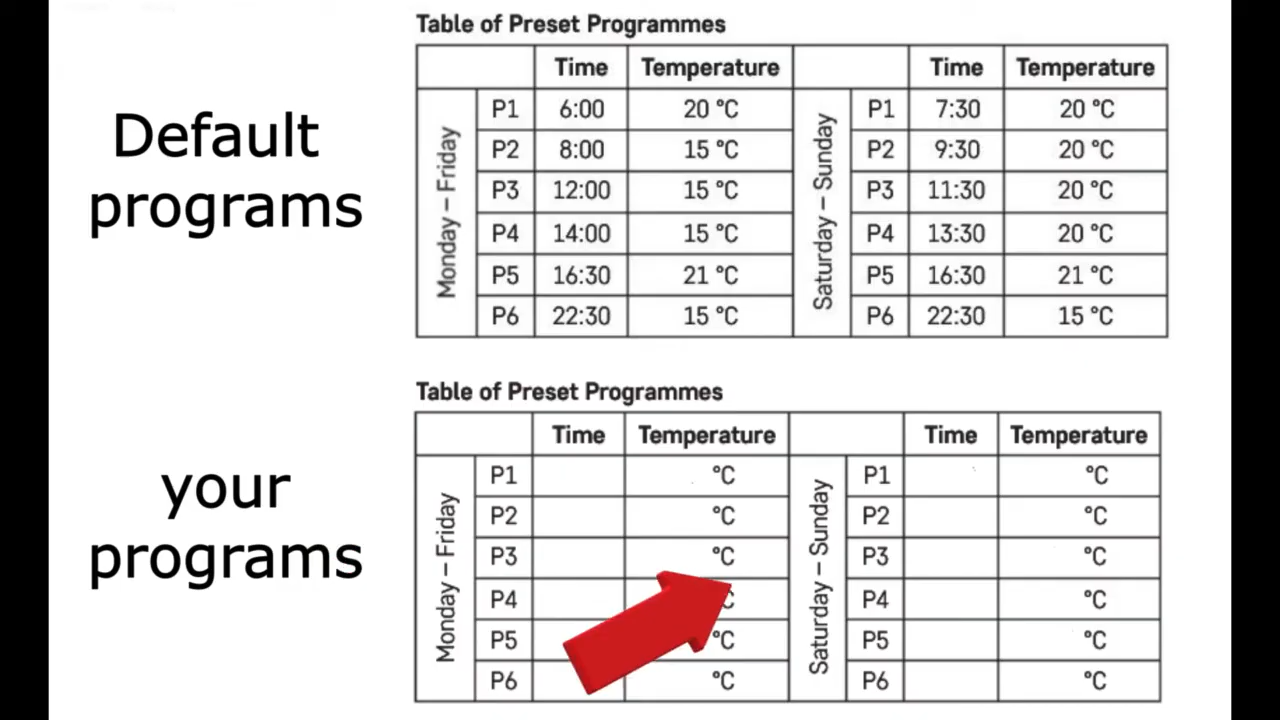 Default
programs
Table of Preset Programmes
Time Temperature Time Temperature
Monday – Friday
Saturday – Sunday
P1 6:00 20 °C P1 7:30 20 °C
P2 8:00 15 °C P2 9:30 20 °C
P3 12:00 15 °C P3 11:30 20 °C
P4 14:00 15 °C P4 13:30 20 °C
P5 16:30 21 °C P5 16:30 21 °C
P6 22:30 15 °C P6 22:30 15 °C
your
programs
Table of Preset Programmes
Time Temperature Time Temperature
Monday – Friday
Saturday – Sunday
P1 °C P1 °C
P2 °C P2 °C
P3 °C P3 °C
P4 P4 °C
P5 °C P5 °C
P6 °C P6 °C